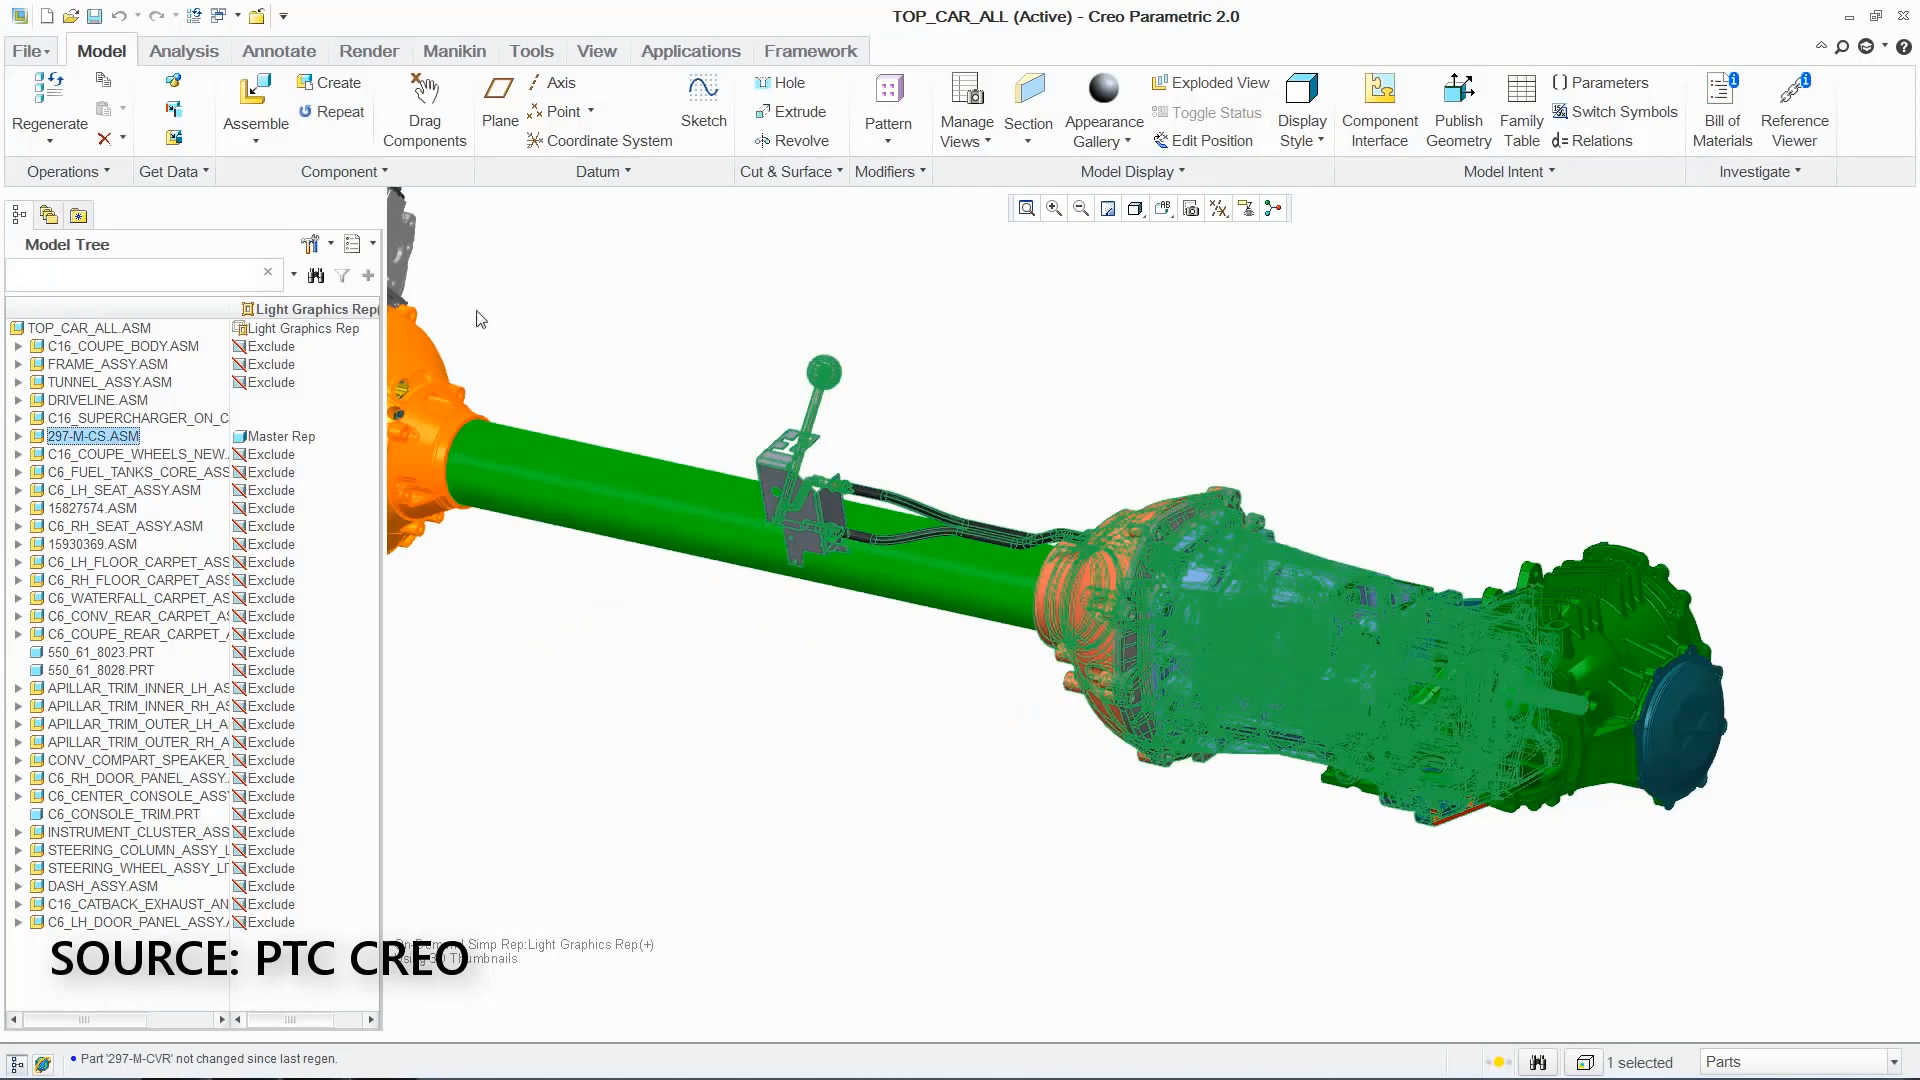 TOP_CAR_ALL (Active) - Creo Parametric 2.0
File Model Analysis Annotate Render Manikin Tools View Applications Framework
Regenerate
Assemble
Create
Repeat
Drag
Components
Plane
Axis
Point
Coordinate System
Sketch
Hole
Extrude
Revolve
Pattern
Manage
Views
Section
Appearance
Gallery
Exploded View
Toggle Status
Edit Position
Display
Style
Component
Interface
Publish
Geometry
Family
Table
Parameters
Switch Symbols
Relations
Bill of
Materials
Reference
Viewer
Operations Get Data Component Datum Cut & Surface Modifiers Model Display Model Intent Investigate
Model Tree
Light Graphics Rep(
TOP_CAR_ALL.ASM Light Graphics Rep
C16_COUPE_BODY.ASM Exclude
FRAME_ASSY.ASM Exclude
TUNNEL_ASSY.ASM Exclude
DRIVELINE.ASM
C16_SUPERCHARGER_ON_C
297-M-CS.ASM Master Rep
C16_COUPE_WHEELS_NEW. Exclude
C6_FUEL_TANKS_CORE_ASS Exclude
C6_LH_SEAT_ASSY.ASM Exclude
15827574.ASM Exclude
C6_RH_SEAT_ASSY.ASM Exclude
15930369.ASM Exclude
C6_LH_FLOOR_CARPET_ASS Exclude
C6_RH_FLOOR_CARPET_ASS Exclude
C6_WATERFALL_CARPET_AS Exclude
C6_CONV_REAR_CARPET_AS Exclude
C6_COUPE_REAR_CARPET_A Exclude
550_61_8023.PRT Exclude
550_61_8028.PRT Exclude
APILLAR_TRIM_INNER_LH_AS Exclude
APILLAR_TRIM_INNER_RH_AS Exclude
APILLAR_TRIM_OUTER_LH_A Exclude
APILLAR_TRIM_OUTER_RH_A Exclude
CONV_COMPART_SPEAKER_ Exclude
C6_RH_DOOR_PANEL_ASSY. Exclude
C6_CENTER_CONSOLE_ASSY Exclude
C6_CONSOLE_TRIM.PRT Exclude
INSTRUMENT_CLUSTER_ASS Exclude
STEERING_COLUMN_ASSY_L Exclude
STEERING_WHEEL_ASSY_LI Exclude
DASH_ASSY.ASM Exclude
C16_CATBACK_EXHAUST_AN Exclude
C6_LH_DOOR_PANEL_ASSY.A Exclude
SOURCE: PTC CREO
Simp Rep:Light Graphics Rep(+)
Part '297-M-CVR' not changed since last regen.
1 selected
Parts